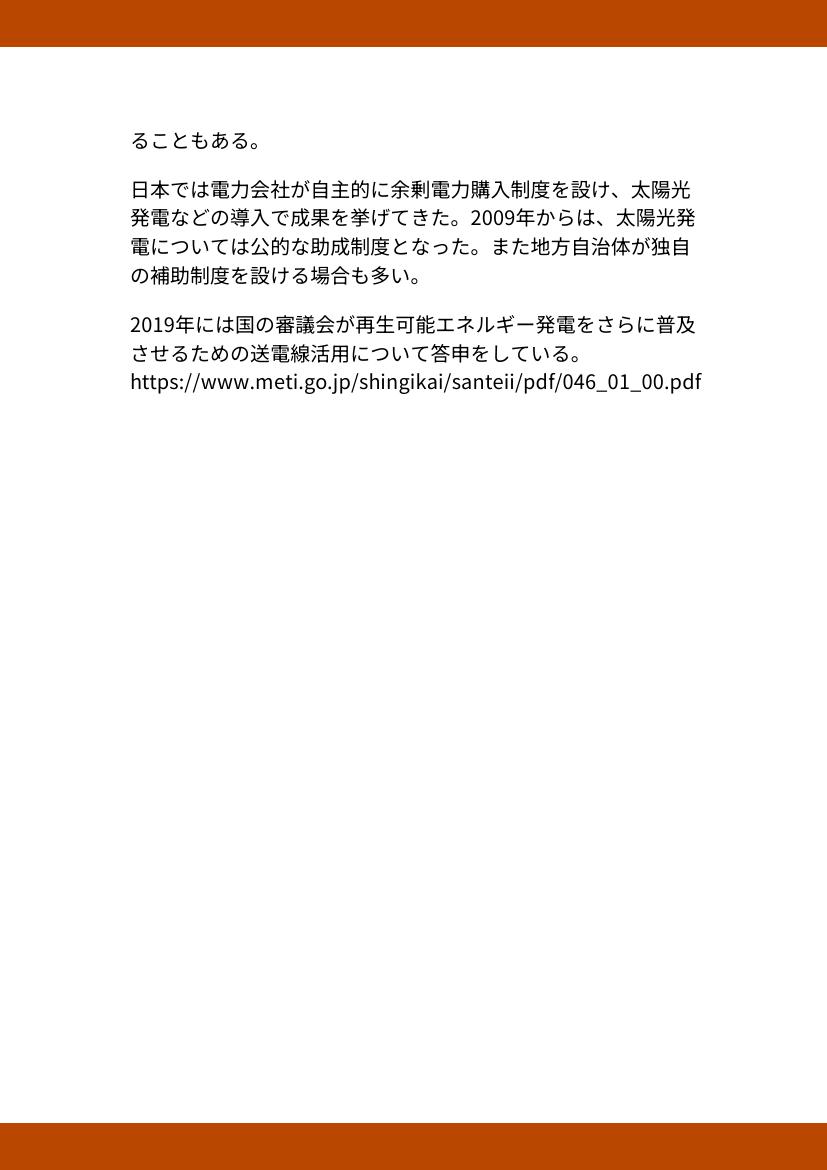 ることもある。
日本では電力会社が自主的に余剰電力購入制度を設け、太陽光
発電などの導入で成果を挙げてきた。2009年からは、太陽光発
電については公的な助成制度となった。また地方自治体が独自
の補助制度を設ける場合も多い。
2019年には国の審議会が再生可能エネルギー発電をさらに普及
させるための送電線活用について答申をしている。
https://www.meti.go.jp/shingikai/santeii/pdf/046_01_00.pdf